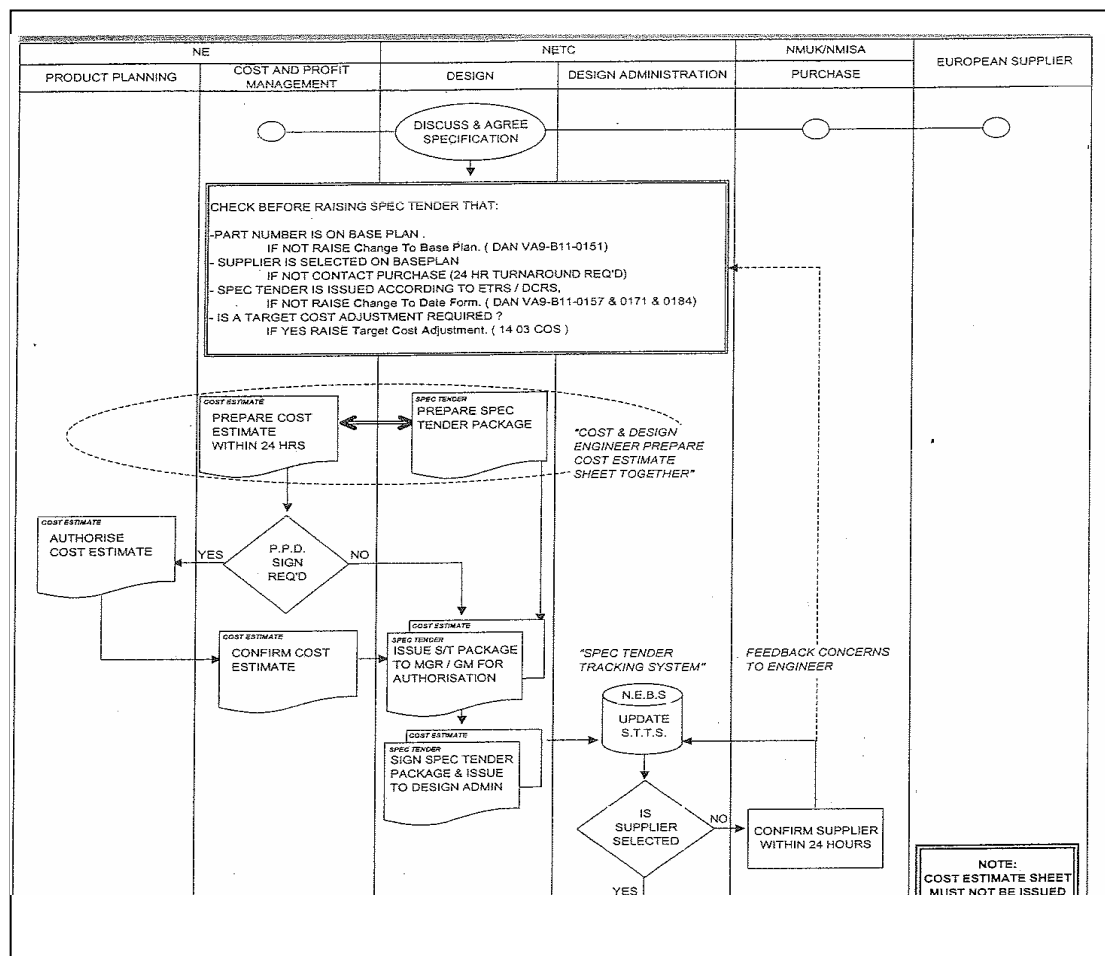 NE
NETC
NMUK/NMISA
EUROPEAN SUPPLIER
PRODUCT PLANNING
COST AND PROFIT
MANAGEMENT
DESIGN
DESIGN ADMINISTRATION
PURCHASE
DISCUSS & AGREE
SPECIFICATION
CHECK BEFORE RAISING SPEC TENDER THAT:
-PART NUMBER IS ON BASE PLAN .
IF NOT RAISE Change To Base Plan. ( DAN VA9-B11-0151)
- SUPPLIER IS SELECTED ON BASEPLAN
IF NOT CONTACT PURCHASE (24 HR TURNAROUND REQ'D)
- SPEC TENDER IS ISSUED ACCORDING TO ETRS / DCRS,
IF NOT RAISE Change To Date Form. ( DAN VA9-B11-0157 & 0171 & 0184)
- IS A TARGET COST ADJUSTMENT REQUIRED ?
IF YES RAISE Target Cost Adjustment. ( 14 03 COS )
COST ESTIMATE
PREPARE COST
ESTIMATE
WITHIN 24 HRS
SPEC TENDER
PREPARE SPEC
TENDER PACKAGE
"COST & DESIGN
ENGINEER PREPARE
COST ESTIMATE
SHEET TOGETHER"
COST ESTIMATE
AUTHORISE
COST ESTIMATE
YES
P.P.D.
SIGN
REQ'D
NO
COST ESTIMATE
CONFIRM COST
ESTIMATE
COST ESTIMATE
SPEC TENDER
ISSUE S/T PACKAGE
TO MGR / GM FOR
AUTHORISATION
"SPEC TENDER
TRACKING SYSTEM"
FEEDBACK CONCERNS
TO ENGINEER
N.E.B.S
UPDATE
S.T.T.S.
COST ESTIMATE
SPEC TENDER
SIGN SPEC TENDER
PACKAGE & ISSUE
TO DESIGN ADMIN
IS
SUPPLIER
SELECTED
NO
CONFIRM SUPPLIER
WITHIN 24 HOURS
YES
NOTE:
COST ESTIMATE SHEET
MUST NOT BE ISSUED